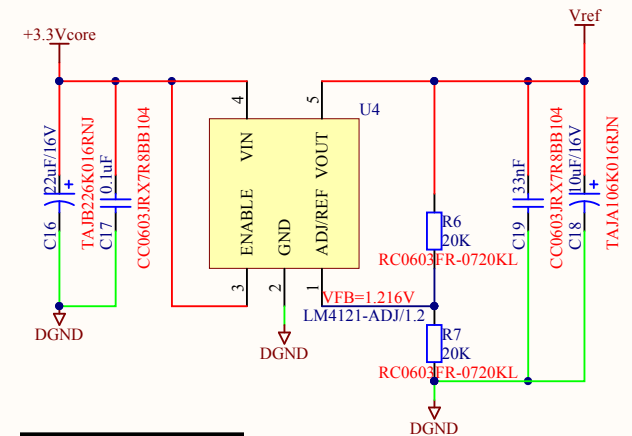 +3.3Vcore
Vref
4
5
U4
VIN
VOUT
ENABLE
GND
ADJ/REF
3
2
1
22uF/16V
+
C16
TAJB226K016RNJ
0.1uF
C17
CC0603JRX7R8BB104
R6
20K
RC0603FR-0720KL
33nF
C19
CC0603JRX7R8BB104
10uF/16V
+
C18
TAJA106K016RJN
VFB=1.216V
LM4121-ADJ/1.2
R7
20K
RC0603FR-0720KL
DGND
DGND
DGND